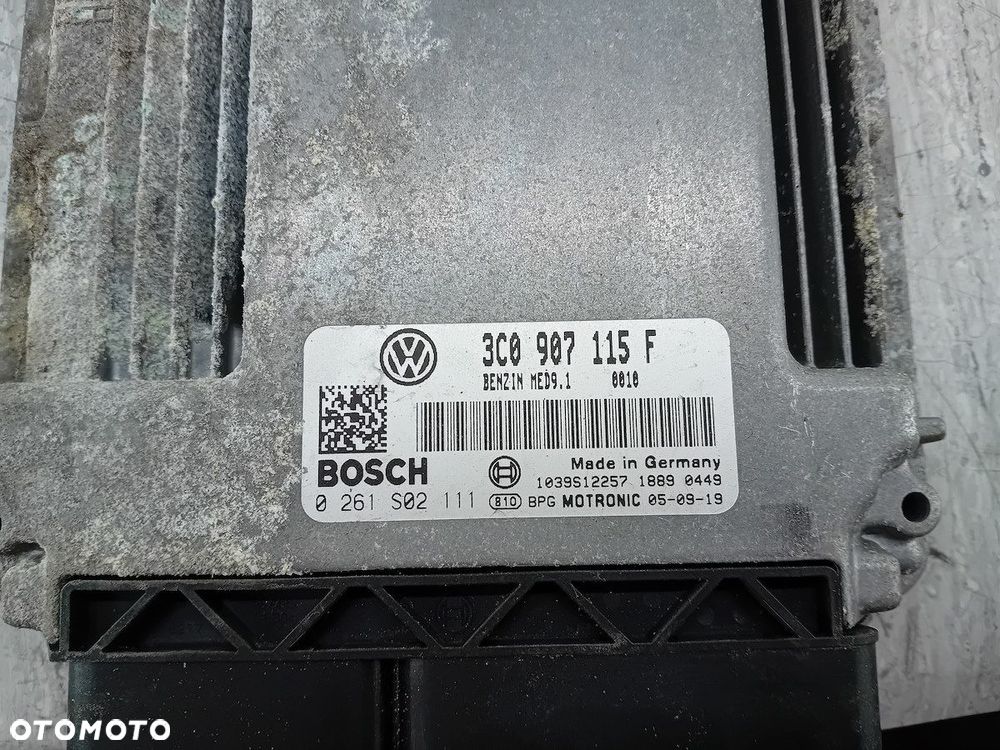 3C0 907 115 F
BENZIN MED9.1 0010
BOSCH
Made in Germany
1039S12257 1889 0449
0 261 S02 111 810 BPG MOTRONIC 05-09-19
OTOMOTO